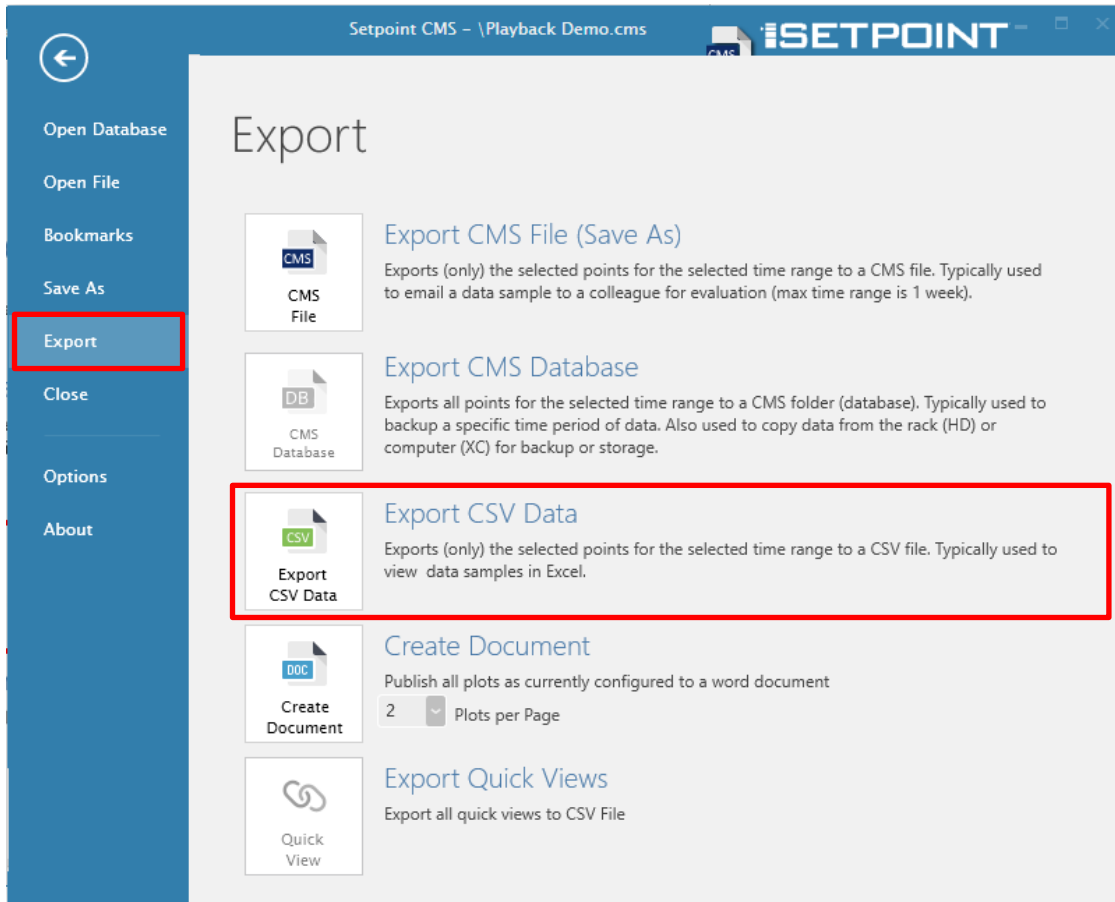 Setpoint CMS – \Playback Demo.cms
CMS
SETPOINT
Open Database
Open File
Bookmarks
Save As
Export
Close
Options
About
Export
CMS
CMS
File
Export CMS File (Save As)
Exports (only) the selected points for the selected time range to a CMS file. Typically used
to email a data sample to a colleague for evaluation (max time range is 1 week).
DB
CMS
Database
Export CMS Database
Exports all points for the selected time range to a CMS folder (database). Typically used to
backup a specific time period of data. Also used to copy data from the rack (HD) or
computer (XC) for backup or storage.
CSV
Export
CSV Data
Export CSV Data
Exports (only) the selected points for the selected time range to a CSV file. Typically used to
view  data samples in Excel.
DOC
Create
Document
Create Document
Publish all plots as currently configured to a word document
2 Plots per Page
Quick
View
Export Quick Views
Export all quick views to CSV File